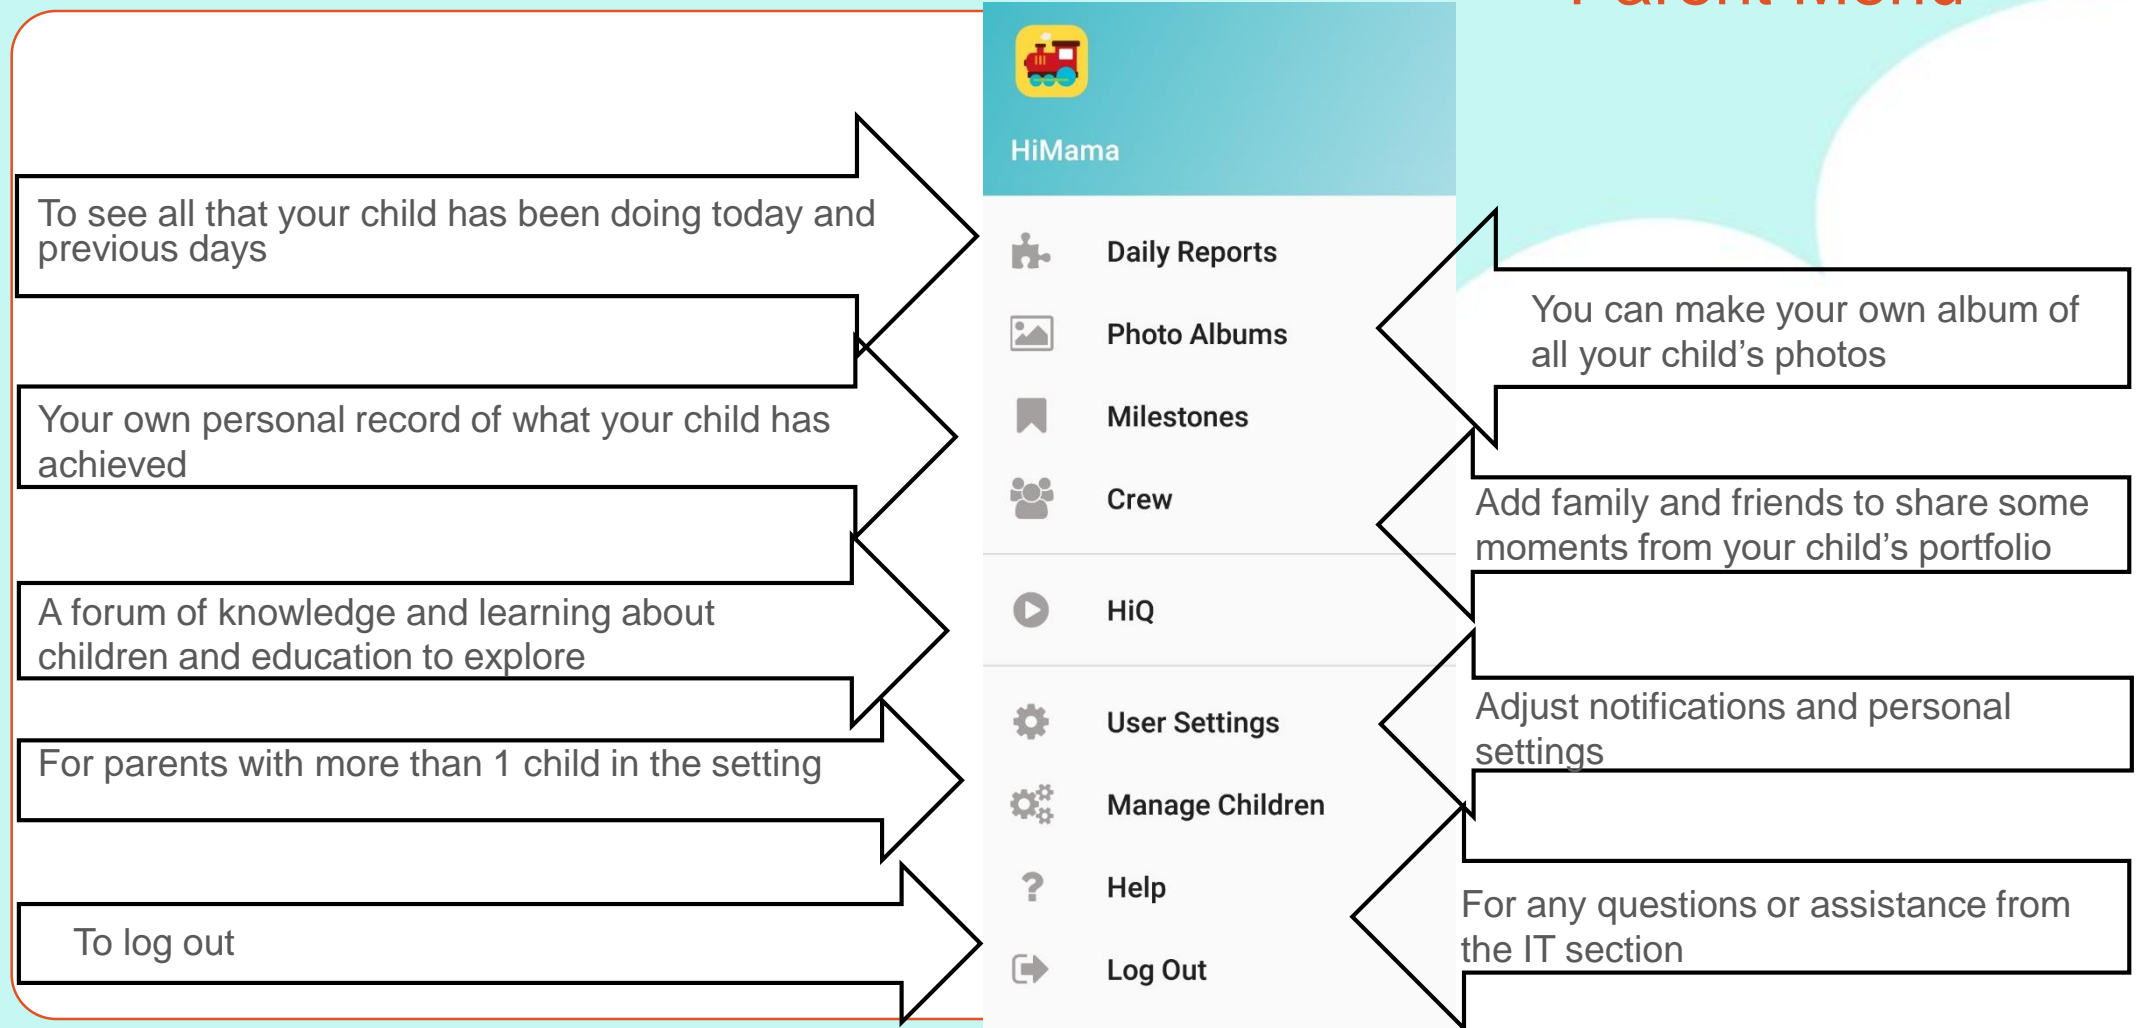 Parent Menu
HiMama
To see all that your child has been doing today and
previous days
Daily Reports
You can make your own album of
all your child’s photos
Photo Albums
Your own personal record of what your child has
achieved
Milestones
Add family and friends to share some
moments from your child’s portfolio
Crew
A forum of knowledge and learning about
children and education to explore
HiQ
Adjust notifications and personal
settings
User Settings
For parents with more than 1 child in the setting
Manage Children
For any questions or assistance from
the IT section
Help
To log out
Log Out